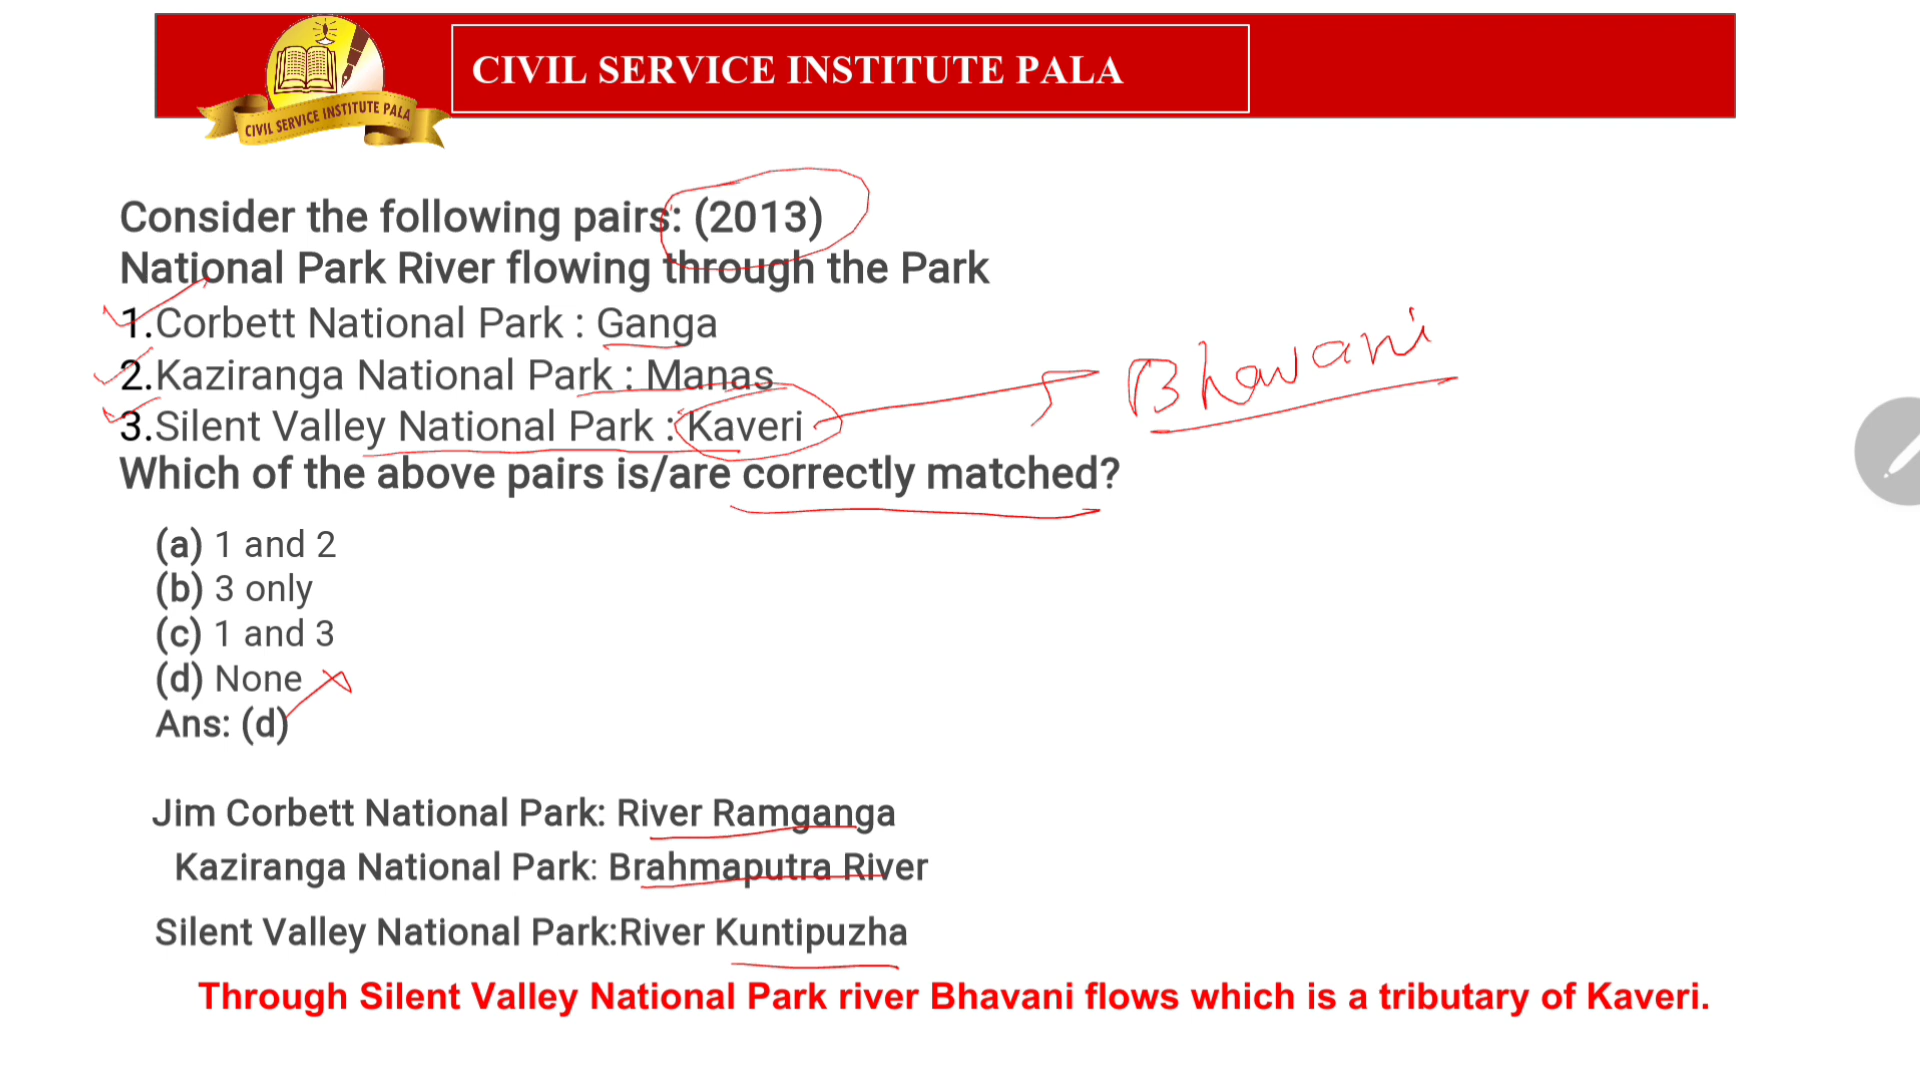 CIVIL SERVICE INSTITUTE PALA
CIVIL SERVICE INSTITUTE PALA
Consider the following pairs: (2013)
National Park River flowing through the Park
1.Corbett National Park : Ganga
2.Kaziranga National Park : Manas
3.Silent Valley National Park : Kaveri
Bhavani
Which of the above pairs is/are correctly matched?
(a) 1 and 2
(b) 3 only
(c) 1 and 3
(d) None
Ans: (d)
Jim Corbett National Park: River Ramganga
Kaziranga National Park: Brahmaputra River
Silent Valley National Park:River Kuntipuzha
Through Silent Valley National Park river Bhavani flows which is a tributary of Kaveri.